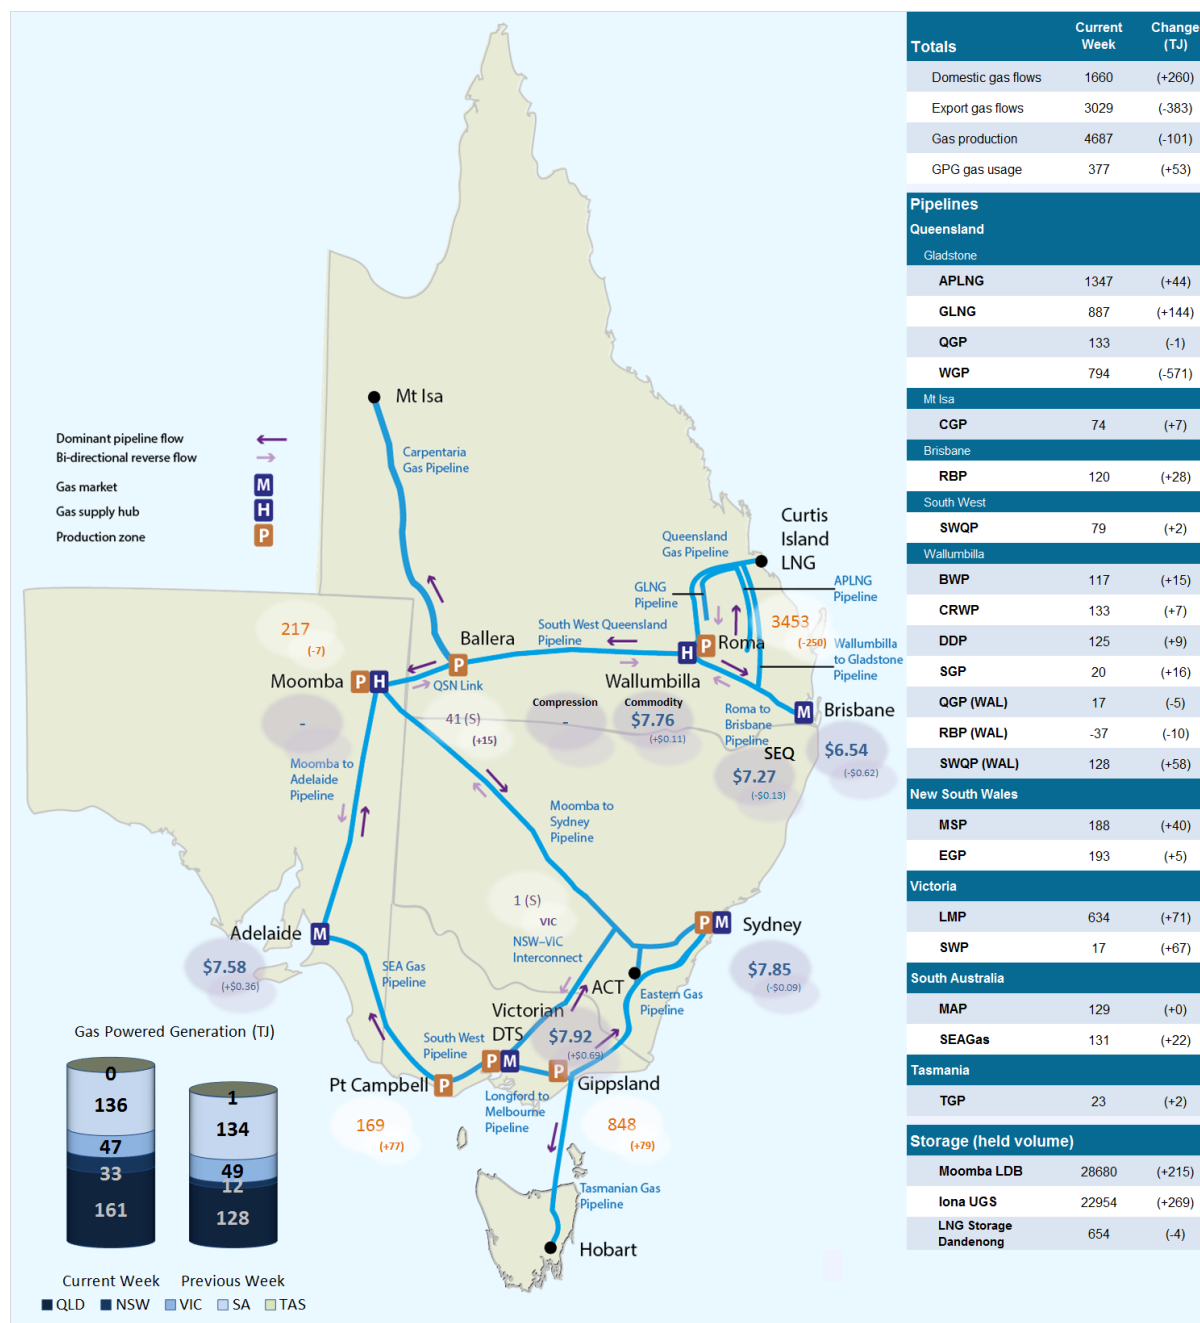 Mt Isa
Dominant pipeline flow
Bi-directional reverse flow
Gas market M
Gas supply hub H
Production zone P
Carpentaria
Gas Pipeline
Queensland
Gas Pipeline
Curtis
Island
LNG
GLNG
Pipeline
APLNG
Pipeline
3453
(-250)
217
(-7)
South West Queensland
Pipeline
Ballera
P
H P Roma
Wallumbilla
to Gladstone
Pipeline
Moomba P H
QSN Link
Wallumbilla
Compression
-
Commodity
$7.76
(+$0.11)
Roma to
Brisbane
Pipeline
M Brisbane
-
41 (S)
(+15)
SEQ
$7.27
(-$0.13)
$6.54
(-$0.62)
Moomba to
Adelaide
Pipeline
Moomba to
Sydney
Pipeline
1 (S)
VIC
NSW-VIC
Interconnect
P M Sydney
$7.85
(-$0.09)
Adelaide M
$7.58
(+$0.36)
SEA Gas
Pipeline
ACT
Eastern Gas
Pipeline
Victorian
DTS
$7.92
(+$0.69)
South West
Pipeline
P M
P
Pt Campbell P
Gippsland
169
(+77)
Longford to
Melbourne
Pipeline
848
(+79)
Tasmanian Gas
Pipeline
Hobart
Gas Powered Generation (TJ)
0
136
47
33
161
1
134
49
12
128
Current Week Previous Week
QLD NSW VIC SA TAS
Totals Current Week Change (TJ)
Domestic gas flows 1660 (+260)
Export gas flows 3029 (-383)
Gas production 4687 (-101)
GPG gas usage 377 (+53)
Pipelines
Queensland
Gladstone
APLNG 1347 (+44)
GLNG 887 (+144)
QGP 133 (-1)
WGP 794 (-571)
Mt Isa
CGP 74 (+7)
Brisbane
RBP 120 (+28)
South West
SWQP 79 (+2)
Wallumbilla
BWP 117 (+15)
CRWP 133 (+7)
DDP 125 (+9)
SGP 20 (+16)
QGP (WAL) 17 (-5)
RBP (WAL) -37 (-10)
SWQP (WAL) 128 (+58)
New South Wales
MSP 188 (+40)
EGP 193 (+5)
Victoria
LMP 634 (+71)
SWP 17 (+67)
South Australia
MAP 129 (+0)
SEAGas 131 (+22)
Tasmania
TGP 23 (+2)
Storage (held volume)
Moomba LDB 28680 (+215)
Iona UGS 22954 (+269)
LNG Storage
Dandenong 654 (-4)